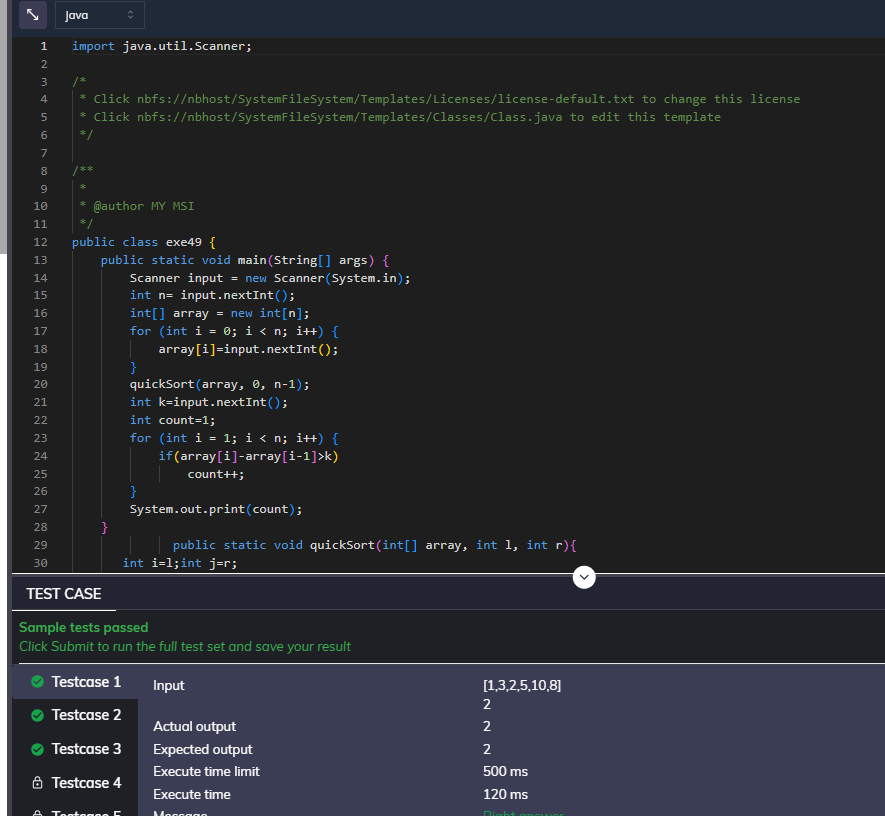 Java
1 import java.util.Scanner;
2
3 /*
4  * Click nbfs://nbhost/SystemFileSystem/Templates/Licenses/license-default.txt to change this license
5  * Click nbfs://nbhost/SystemFileSystem/Templates/Classes/Class.java to edit this template
6  */
7
8 /**
9  *
10  * @author MY MSI
11  */
12 public class exe49 {
13     public static void main(String[] args) {
14         Scanner input = new Scanner(System.in);
15         int n= input.nextInt();
16         int[] array = new int[n];
17         for (int i = 0; i < n; i++) {
18             array[i]=input.nextInt();
19         }
20         quickSort(array, 0, n-1);
21         int k=input.nextInt();
22         int count=1;
23         for (int i = 1; i < n; i++) {
24             if(array[i]-array[i-1]>k)
25                 count++;
26         }
27         System.out.print(count);
28     }
29               public static void quickSort(int[] array, int l, int r){
30        int i=l;int j=r;
TEST CASE
Sample tests passed
Click Submit to run the full test set and save your result
Testcase 1
Testcase 2
Testcase 3
Testcase 4
Testcase 5
Input [1,3,2,5,10,8]
2
Actual output 2
Expected output 2
Execute time limit 500 ms
Execute time 120 ms
Message Right answer